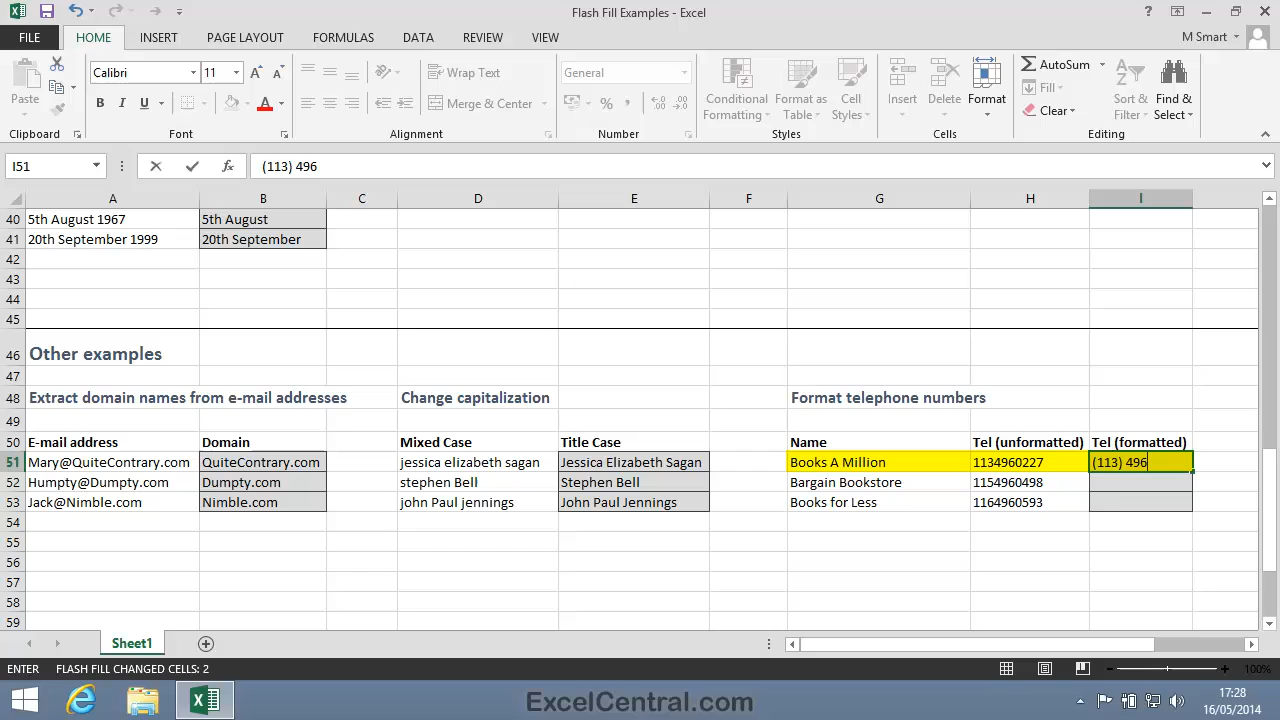 Flash Fill Examples - Excel
FILE HOME INSERT PAGE LAYOUT FORMULAS DATA REVIEW VIEW M Smart
Paste
Calibri 11
B I U A
Wrap Text
Merge & Center
General
%
Conditional Formatting
Format as Table
Cell Styles
Insert Delete Format
AutoSum
Fill
Clear
Sort & Filter
Find & Select
Clipboard Font Alignment Number Styles Cells Editing
I51 fx (113) 496
A B C D E F G H I
40 5th August 1967 5th August
41 20th September 1999 20th September
42
43
44
45
46 Other examples
47
48 Extract domain names from e-mail addresses Change capitalization Format telephone numbers
49
50 E-mail address Domain Mixed Case Title Case Name Tel (unformatted) Tel (formatted)
51 Mary@QuiteContrary.com QuiteContrary.com jessica elizabeth sagan Jessica Elizabeth Sagan Books A Million 1134960227 (113) 496
52 Humpty@Dumpty.com Dumpty.com stephen Bell Stephen Bell Bargain Bookstore 1154960498
53 Jack@Nimble.com Nimble.com john Paul jennings John Paul Jennings Books for Less 1164960593
54
55
56
57
58
59
Sheet1
ENTER FLASH FILL CHANGED CELLS: 2 100%
ExcelCentral.com
17:28
16/05/2014